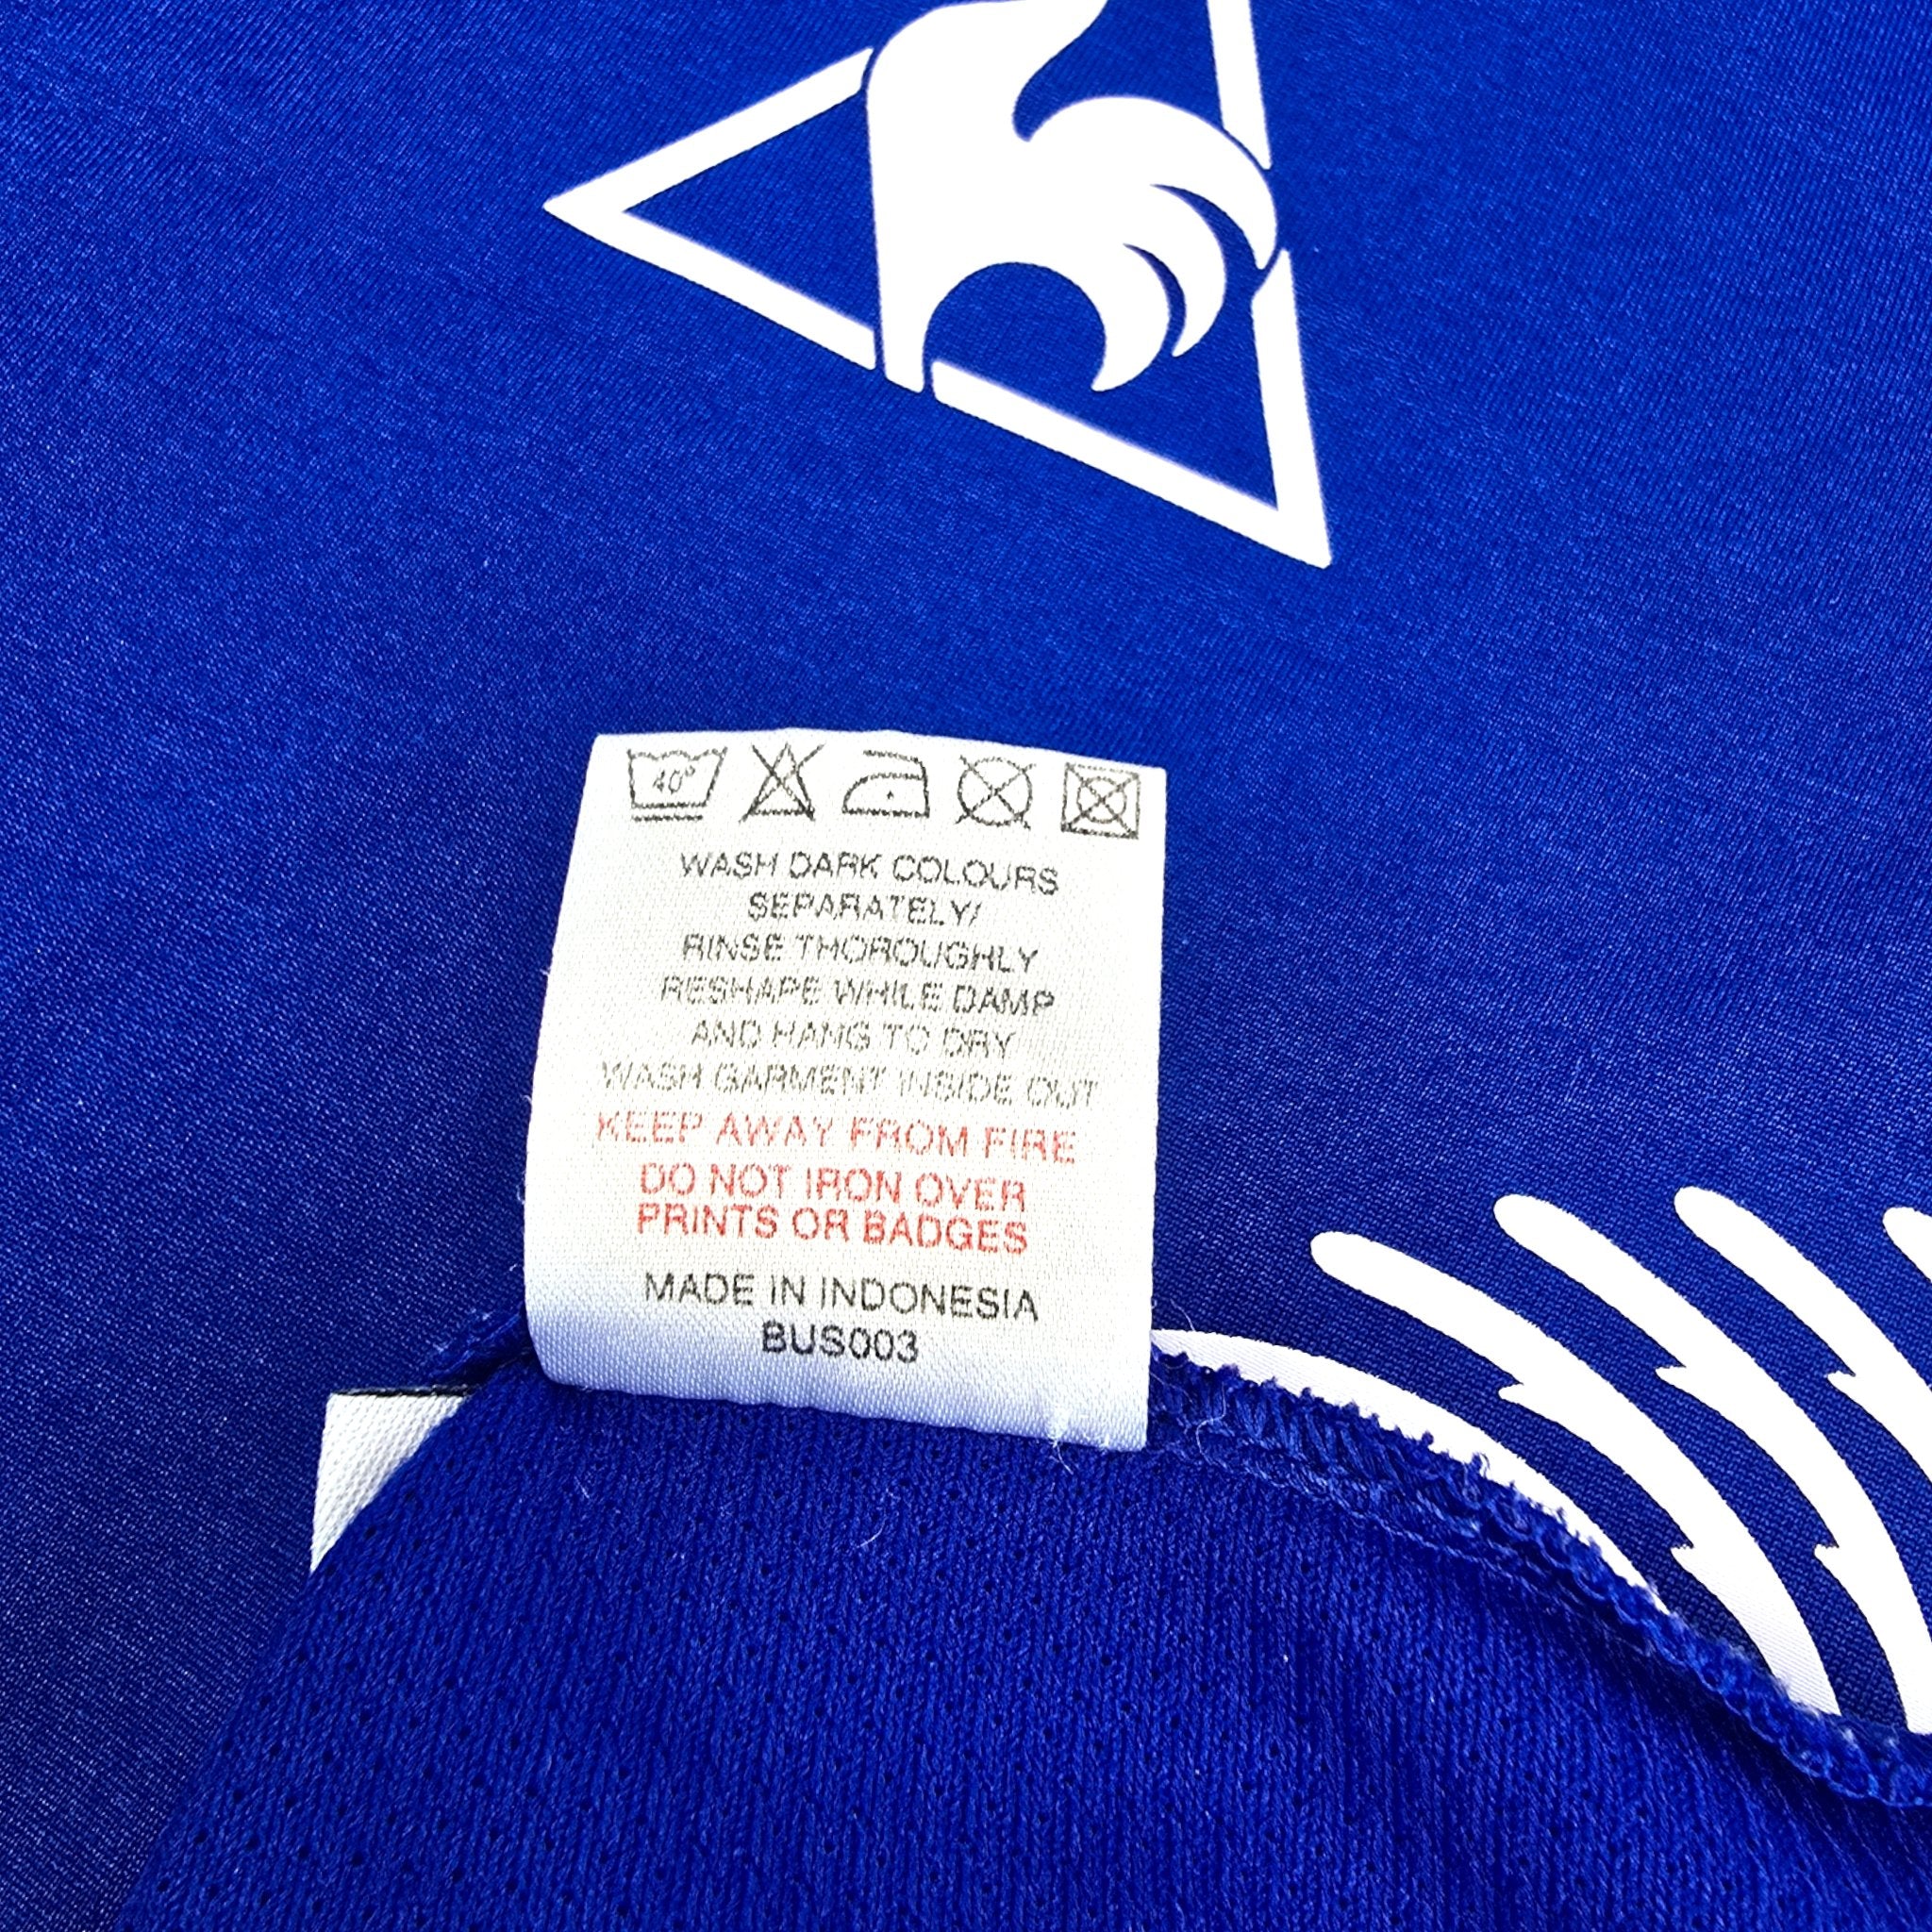 40°
WASH DARK COLOURS
SEPARATELY/
RINSE THOROUGHLY
RESHAPE WHILE DAMP
AND HANG TO DRY
WASH GARMENT INSIDE OUT
KEEP AWAY FROM FIRE
DO NOT IRON OVER
PRINTS OR BADGES
MADE IN INDONESIA
BUS003